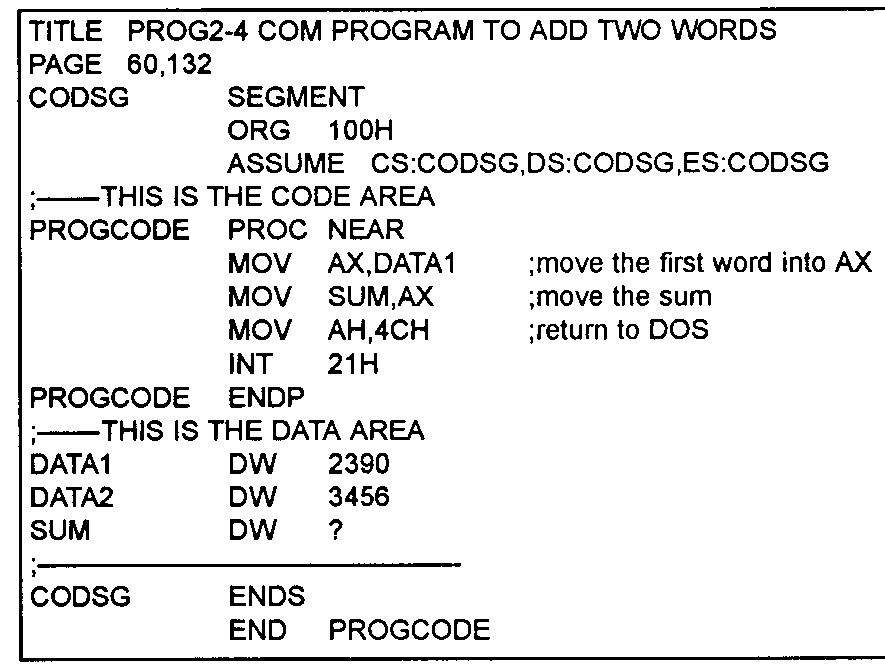 TITLE PROG2-4 COM PROGRAM TO ADD TWO WORDS
PAGE 60,132
CODSG SEGMENT
ORG 100H
ASSUME CS:CODSG,DS:CODSG,ES:CODSG
;——THIS IS THE CODE AREA
PROGCODE PROC NEAR
MOV AX,DATA1 ;move the first word into AX
MOV SUM,AX ;move the sum
MOV AH,4CH ;return to DOS
INT 21H
PROGCODE ENDP
;——THIS IS THE DATA AREA
DATA1 DW 2390
DATA2 DW 3456
SUM DW ?
;————————————————
CODSG ENDS
END PROGCODE